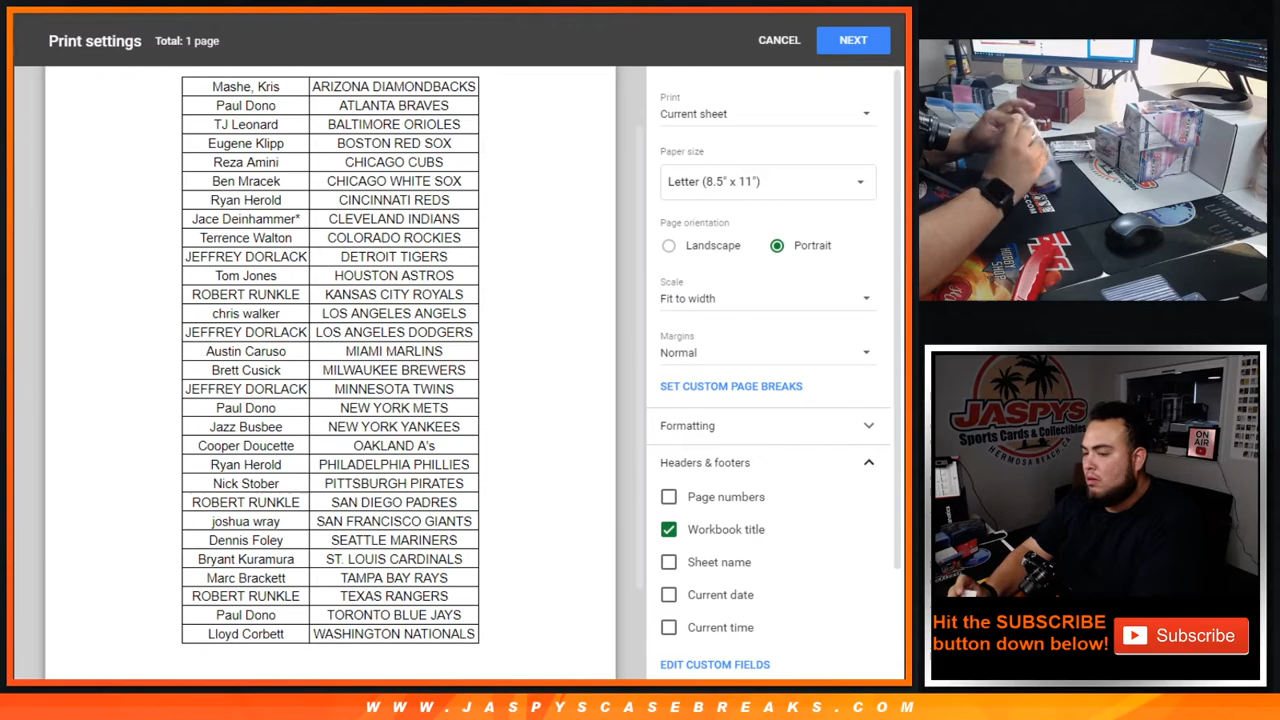 Print settings Total: 1 page CANCEL NEXT
Mashe, Kris ARIZONA DIAMONDBACKS
Paul Dono ATLANTA BRAVES
TJ Leonard BALTIMORE ORIOLES
Eugene Klipp BOSTON RED SOX
Reza Amini CHICAGO CUBS
Ben Mracek CHICAGO WHITE SOX
Ryan Herold CINCINNATI REDS
Jace Deinhammer* CLEVELAND INDIANS
Terrence Walton COLORADO ROCKIES
JEFFREY DORLACK DETROIT TIGERS
Tom Jones HOUSTON ASTROS
ROBERT RUNKLE KANSAS CITY ROYALS
chris walker LOS ANGELES ANGELS
JEFFREY DORLACK LOS ANGELES DODGERS
Austin Caruso MIAMI MARLINS
Brett Cusick MILWAUKEE BREWERS
JEFFREY DORLACK MINNESOTA TWINS
Paul Dono NEW YORK METS
Jazz Busbee NEW YORK YANKEES
Cooper Doucette OAKLAND A's
Ryan Herold PHILADELPHIA PHILLIES
Nick Stober PITTSBURGH PIRATES
ROBERT RUNKLE SAN DIEGO PADRES
joshua wray SAN FRANCISCO GIANTS
Dennis Foley SEATTLE MARINERS
Bryant Kuramura ST. LOUIS CARDINALS
Marc Brackett TAMPA BAY RAYS
ROBERT RUNKLE TEXAS RANGERS
Paul Dono TORONTO BLUE JAYS
Lloyd Corbett WASHINGTON NATIONALS
Print
Current sheet
Paper size
Letter (8.5" x 11")
Page orientation
Landscape Portrait
Scale
Fit to width
Margins
Normal
SET CUSTOM PAGE BREAKS
Formatting
Headers & footers
Page numbers
Workbook title
Sheet name
Current date
Current time
EDIT CUSTOM FIELDS
HOBBY
SHOP
JASPYS
Sports Cards & Collectibles
HERMOSA BEACH, CA
ON AIR
Hit the SUBSCRIBE
button down below!
Subscribe
WWW.JASPYSCASEBREAKS.COM